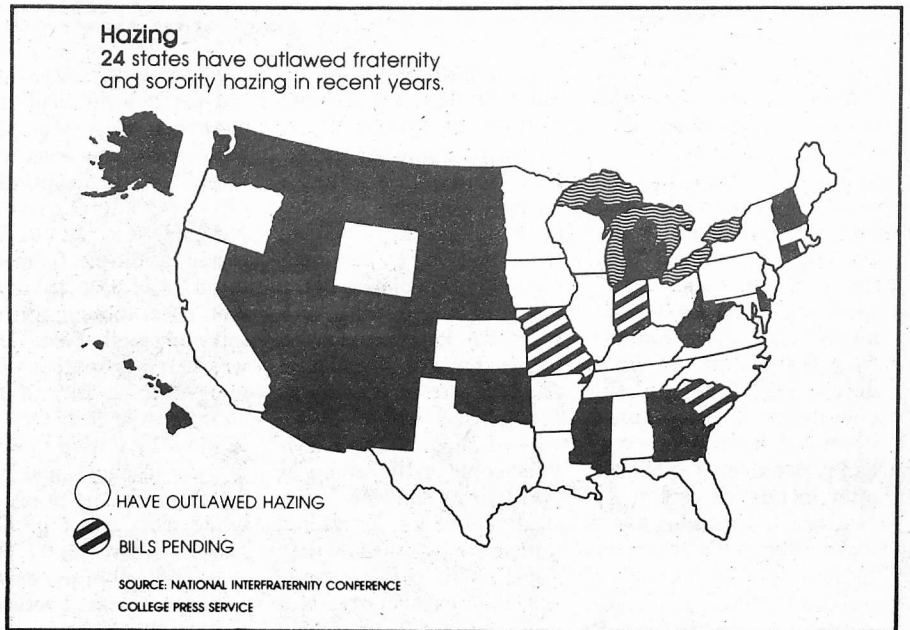 Hazing
24 states have outlawed fraternity
and sorority hazing in recent years.
HAVE OUTLAWED HAZING
BILLS PENDING
SOURCE: NATIONAL INTERFRATERNITY CONFERENCE
COLLEGE PRESS SERVICE